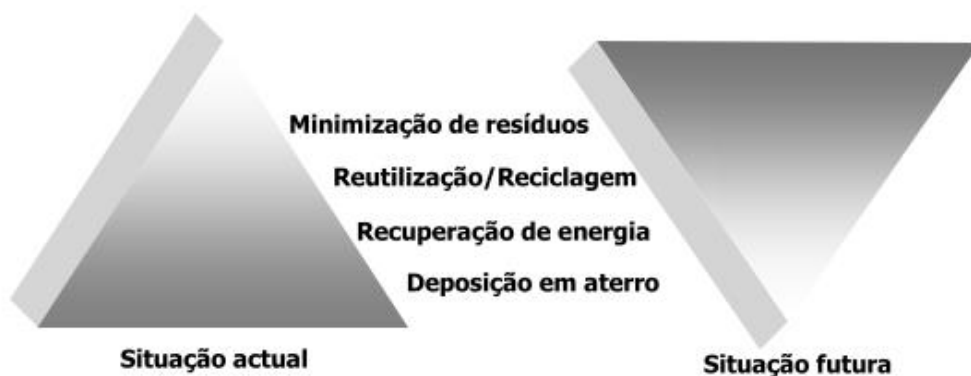 Minimização de resíduos
Reutilização/Reciclagem
Recuperação de energia
Deposição em aterro
Situação actual
Situação futura